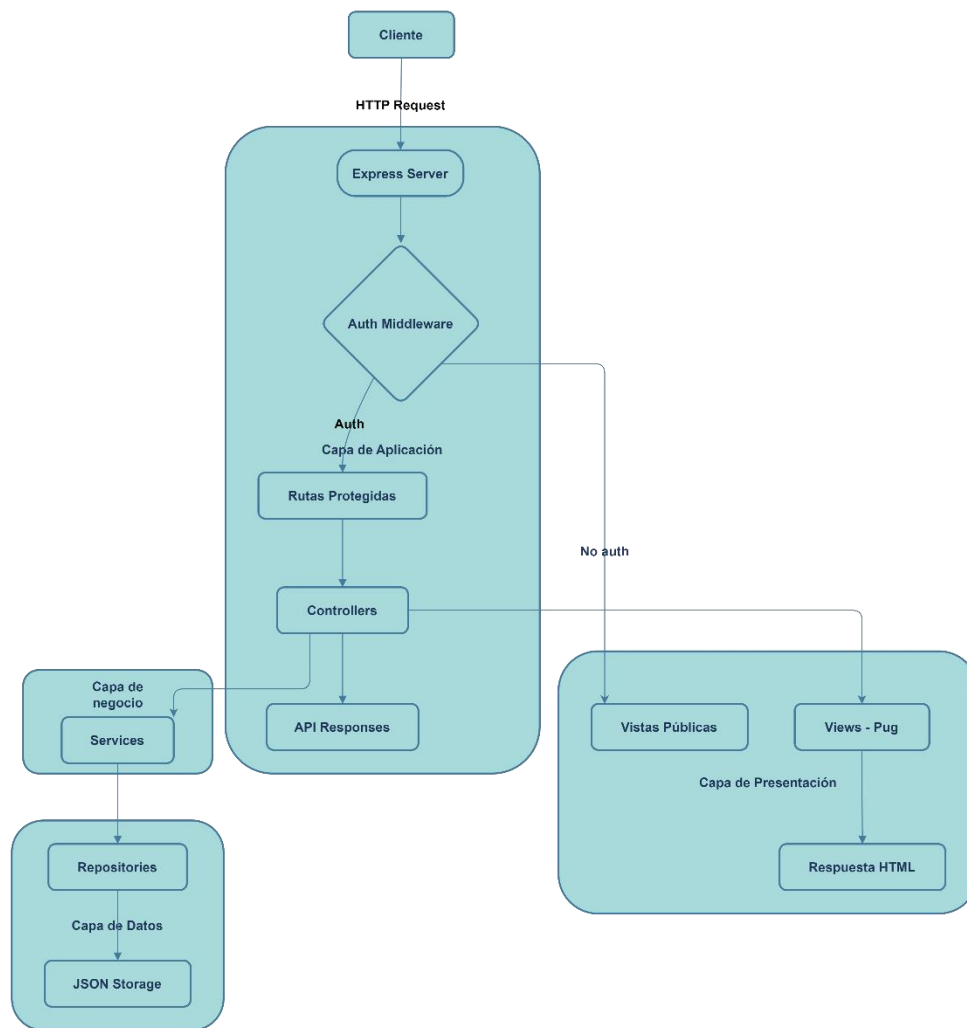 Cliente
HTTP Request
Express Server
Auth Middleware
Auth
Capa de Aplicación
Rutas Protegidas
No auth
Controllers
Capa de
negocio
Services
API Responses
Vistas Públicas
Views - Pug
Capa de Presentación
Repositories
Respuesta HTML
Capa de Datos
JSON Storage